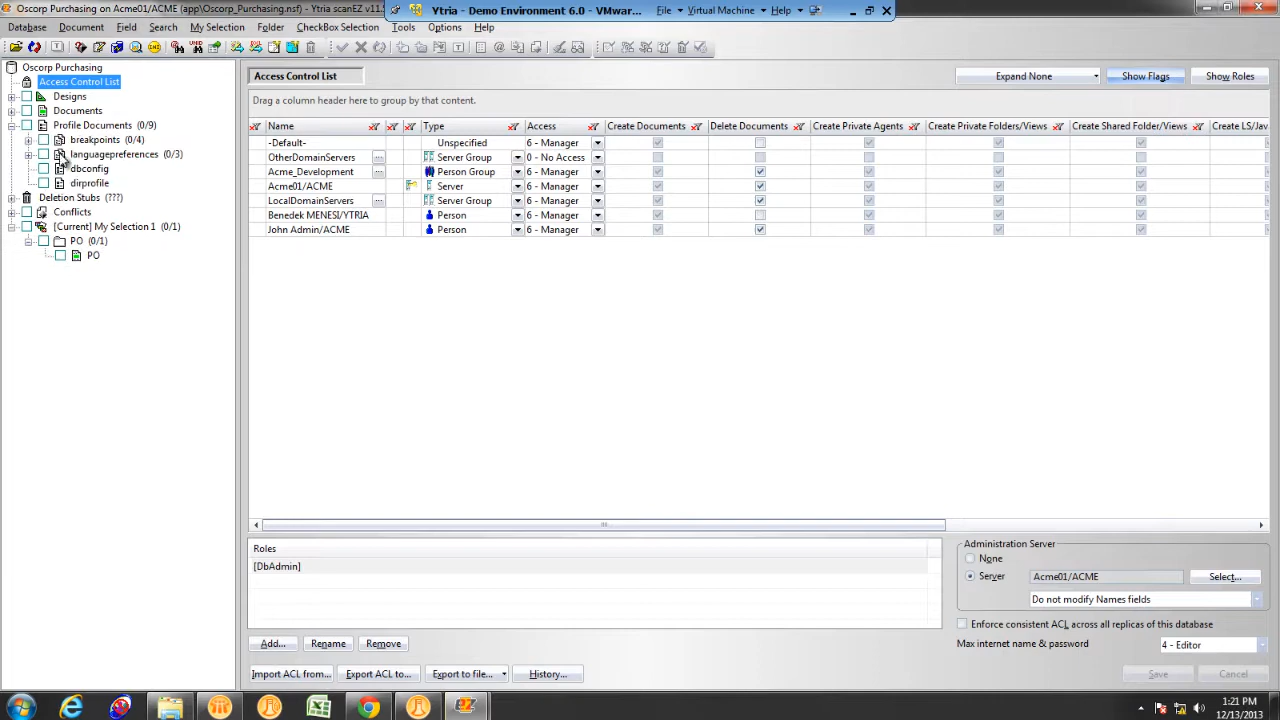 Oscorp Purchasing on Acme01/ACME (app\Oscorp_Purchasing.nsf) - Ytria scanEZ v11.
Ytria - Demo Environment 6.0 - VMwar...
File
Virtual Machine
Help
Database Document Field Search My Selection Folder CheckBox Selection Tools Options Help
Oscorp Purchasing
Access Control List
Designs
Documents
Profile Documents (0/9)
breakpoints (0/4)
languagepreferences (0/3)
dbconfig
dirprofile
Deletion Stubs (???)
Conflicts
[Current] My Selection 1 (0/1)
PO (0/1)
PO
Access Control List
Expand None
Show Flags
Show Roles
Drag a column header here to group by that content.
Name Type Access Create Documents Delete Documents Create Private Agents Create Private Folders/Views Create Shared Folder/Views Create LS/Jav
-Default- Unspecified 6 - Manager
OtherDomainServers ... Server Group 0 - No Access
Acme_Development ... Person Group 6 - Manager
Acme01/ACME Server 6 - Manager
LocalDomainServers ... Server Group 6 - Manager
Benedek MENESI/YTRIA Person 6 - Manager
John Admin/ACME Person 6 - Manager
Roles
[DbAdmin]
Add... Rename Remove
Import ACL from... Export ACL to... Export to file... History...
Administration Server
None
Server Acme01/ACME Select...
Do not modify Names fields
Enforce consistent ACL across all replicas of this database
Max internet name & password 4 - Editor
Save Cancel
1:21 PM
12/13/2013